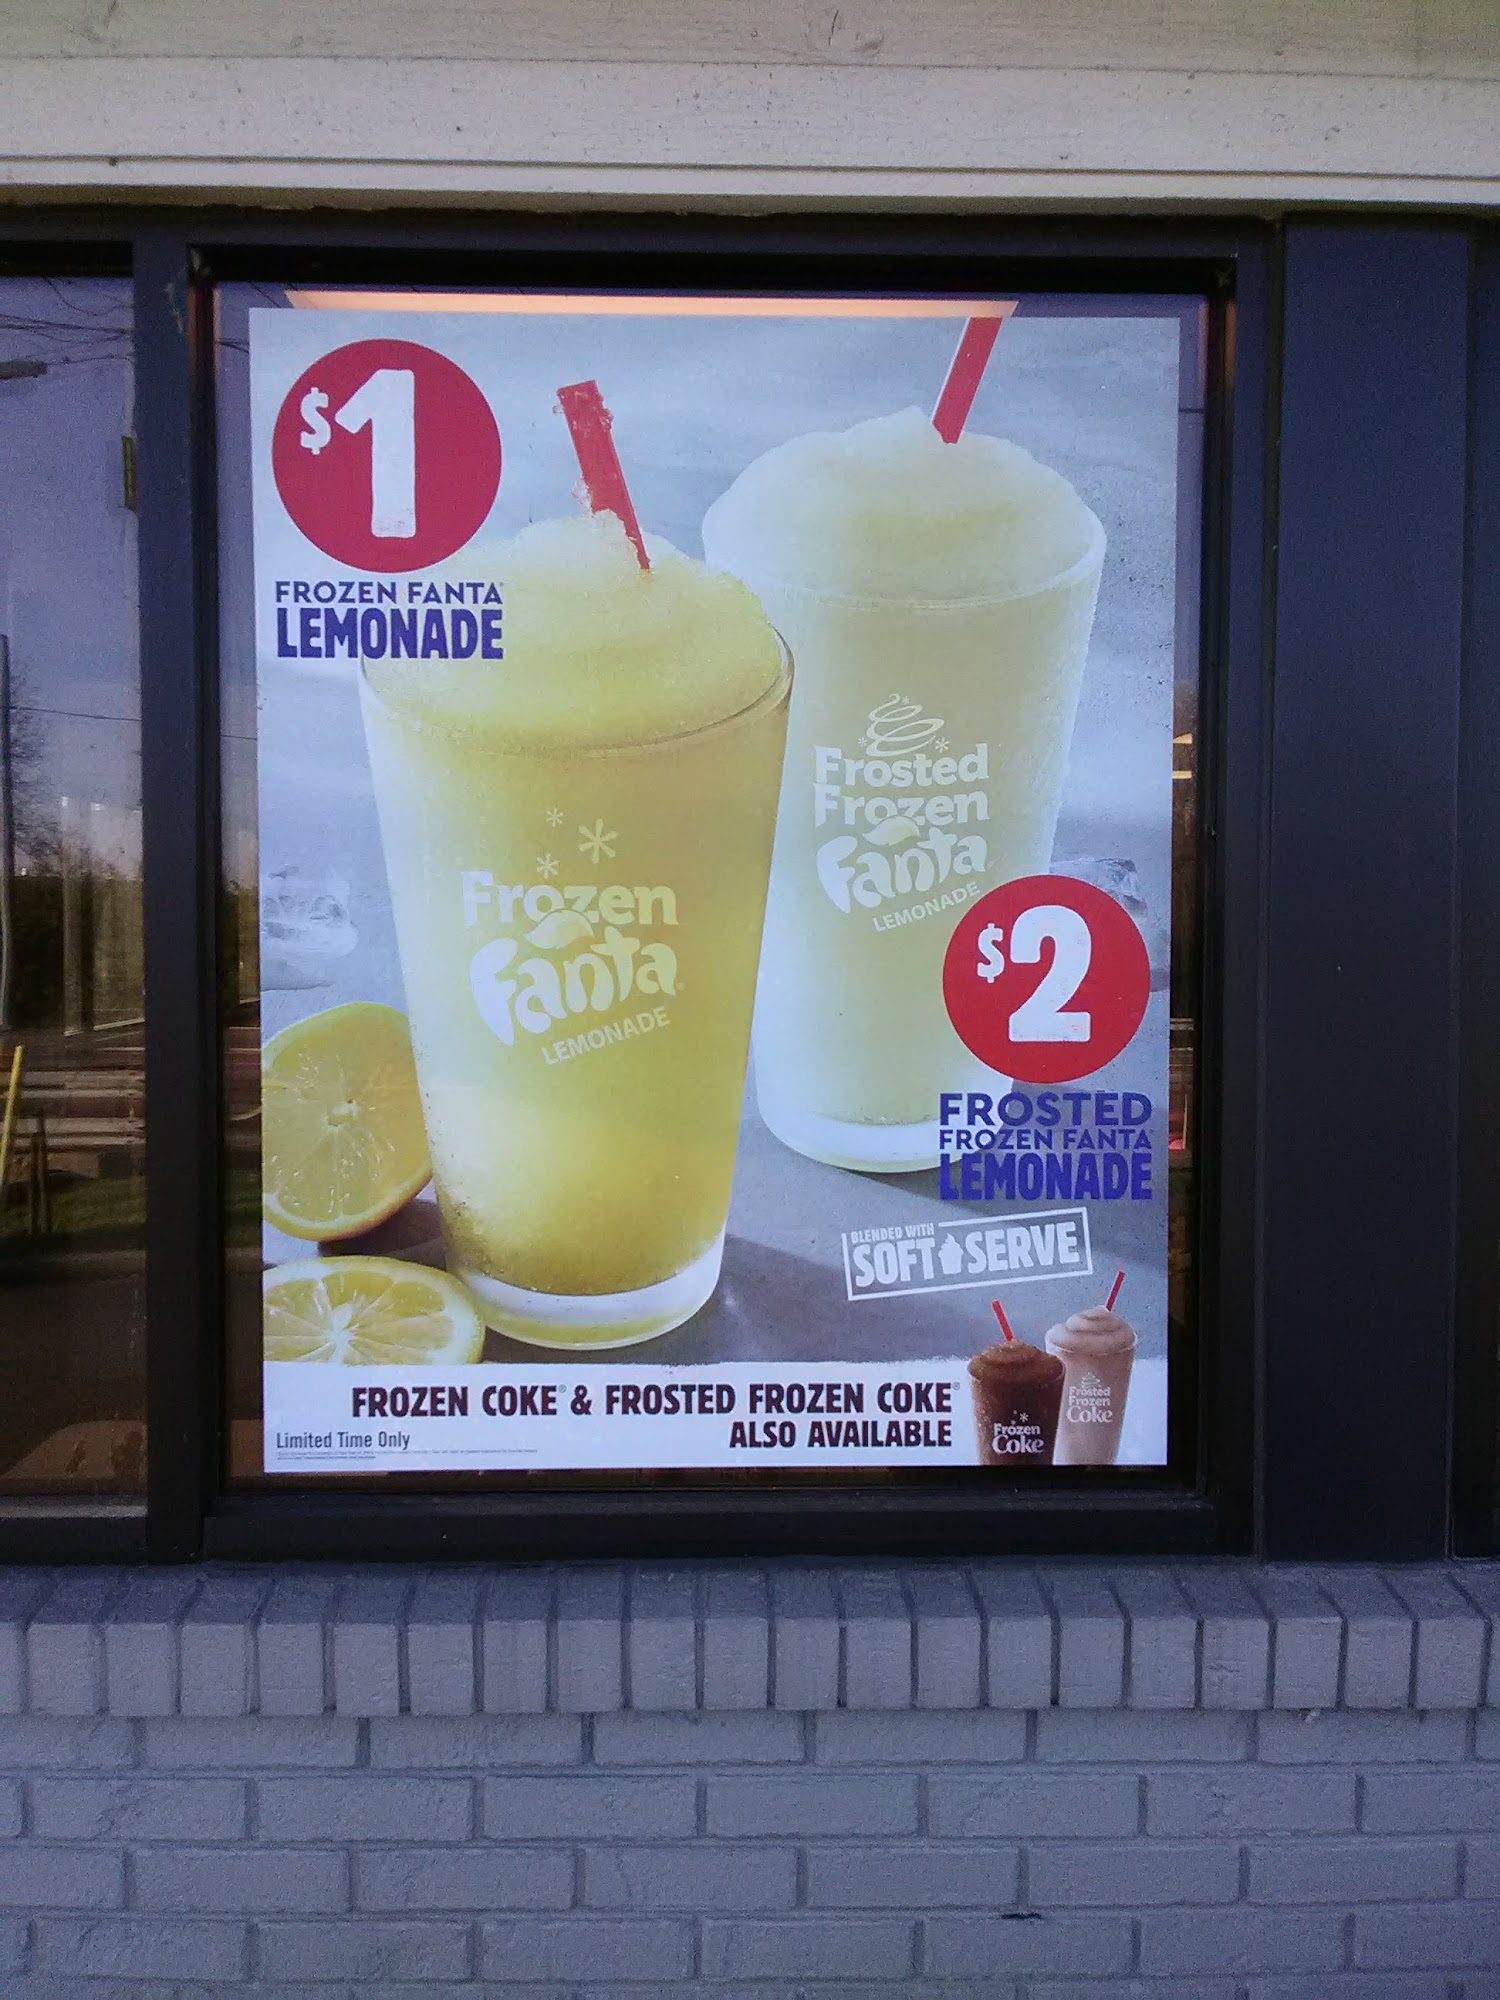 $1
FROZEN FANTA®
LEMONADE
Frozen
Fanta®
LEMONADE
Frosted
Frozen
Fanta
LEMONADE
$2
FROSTED
FROZEN FANTA
LEMONADE
BLENDED WITH
SOFT SERVE
FROZEN COKE® & FROSTED FROZEN COKE®
ALSO AVAILABLE
Limited Time Only
Frozen
Coke
Frosted
Frozen
Coke